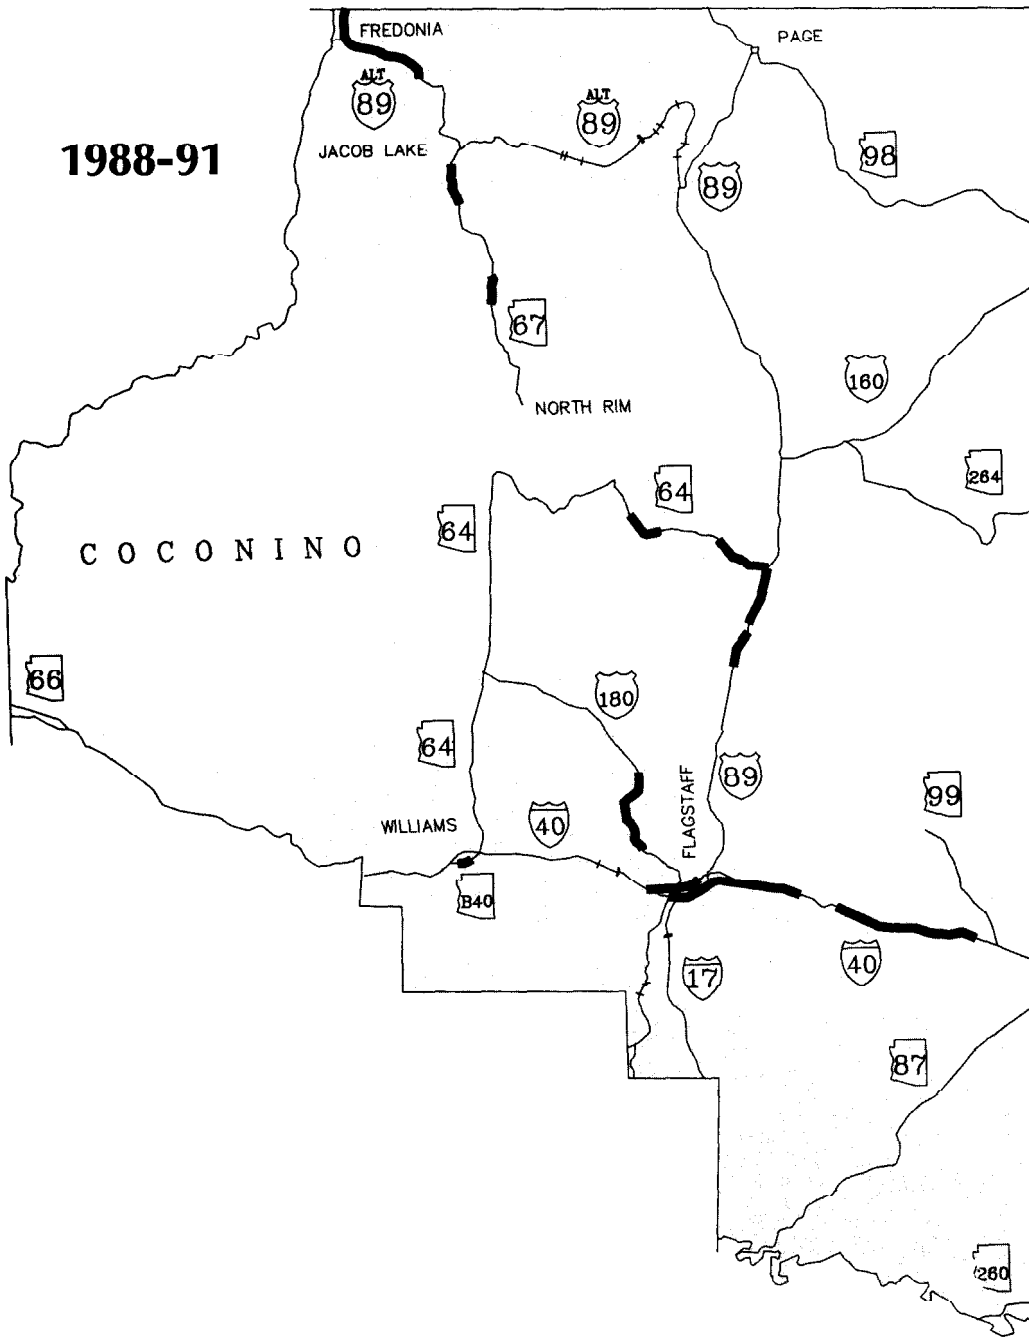 FREDONIA
PAGE
ALT
89
ALT
89
1988-91
JACOB LAKE
98
89
67
160
NORTH RIM
264
64
64
COCONINO
66
180
64
89
99
FLAGSTAFF
WILLIAMS
40
B40
17
40
87
260